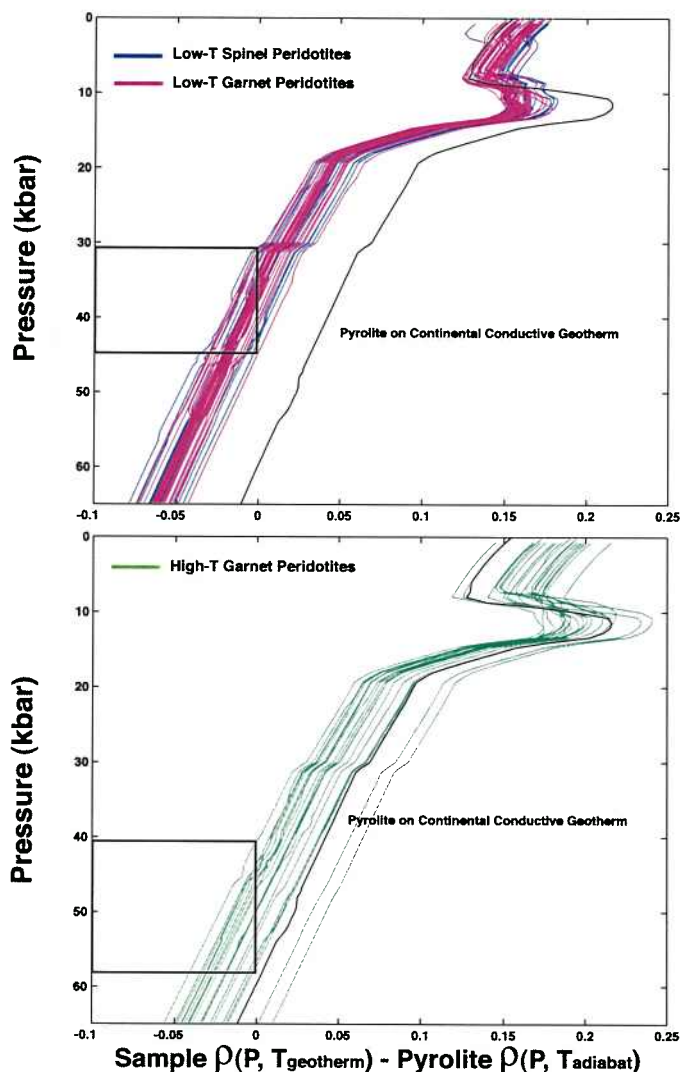 0
10
20
30
40
50
60
Pressure (kbar)
Low-T Spinel Peridotites
Low-T Garnet Peridotites
Pyrolite on Continental Conductive Geotherm
-0.1 -0.05 0 0.05 0.1 0.15 0.2 0.25
0
10
20
30
40
50
60
Pressure (kbar)
High-T Garnet Peridotites
Pyrolite on Continental Conductive Geotherm
-0.1 -0.05 0 0.05 0.1 0.15 0.2 0.25
Sample ρ(P, Tgeotherm) - Pyrolite ρ(P, Tadiabat)